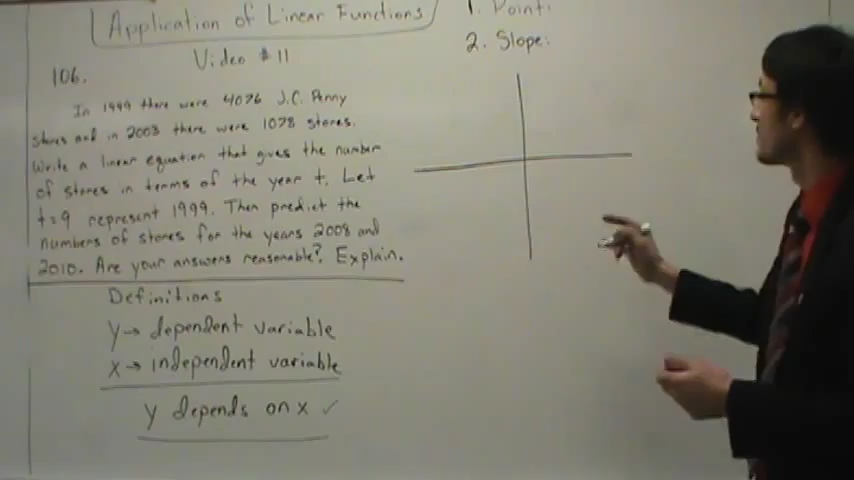 Application of Linear Functions
Video #11
106.
In 1999 there were 4076 J.C. Penny
stores and in 2003 there were 1078 stores.
Write a linear equation that gives the number
of stores in terms of the year t. Let
t=9 represent 1999. Then predict the
numbers of stores for the years 2008 and
2010. Are your answers reasonable? Explain.
Definitions
y→ dependent variable
x→ independent variable
y depends on x ✓
1. Point:
2. Slope: